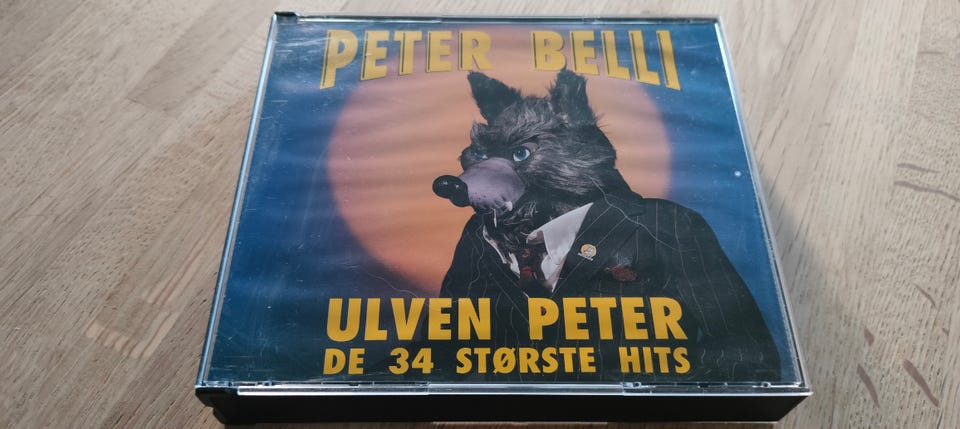 PETER BELLI
ULVEN PETER
DE 34 STØRSTE HITS